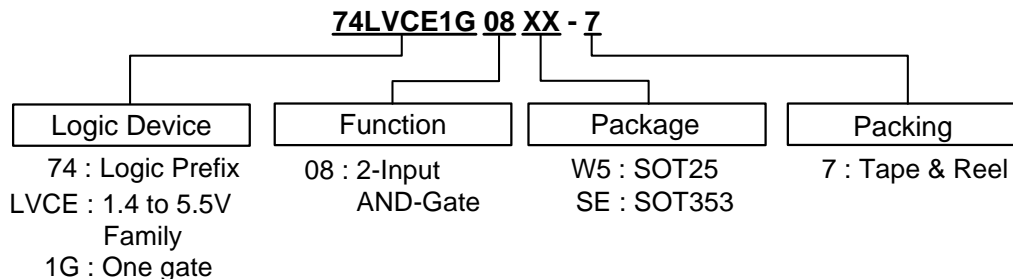 74LVCE1G 08 XX - 7
Logic Device
74 : Logic Prefix
LVCE : 1.4 to 5.5V
Family
1G : One gate
Function
08 : 2-Input
AND-Gate
Package
W5 : SOT25
SE : SOT353
Packing
7 : Tape & Reel